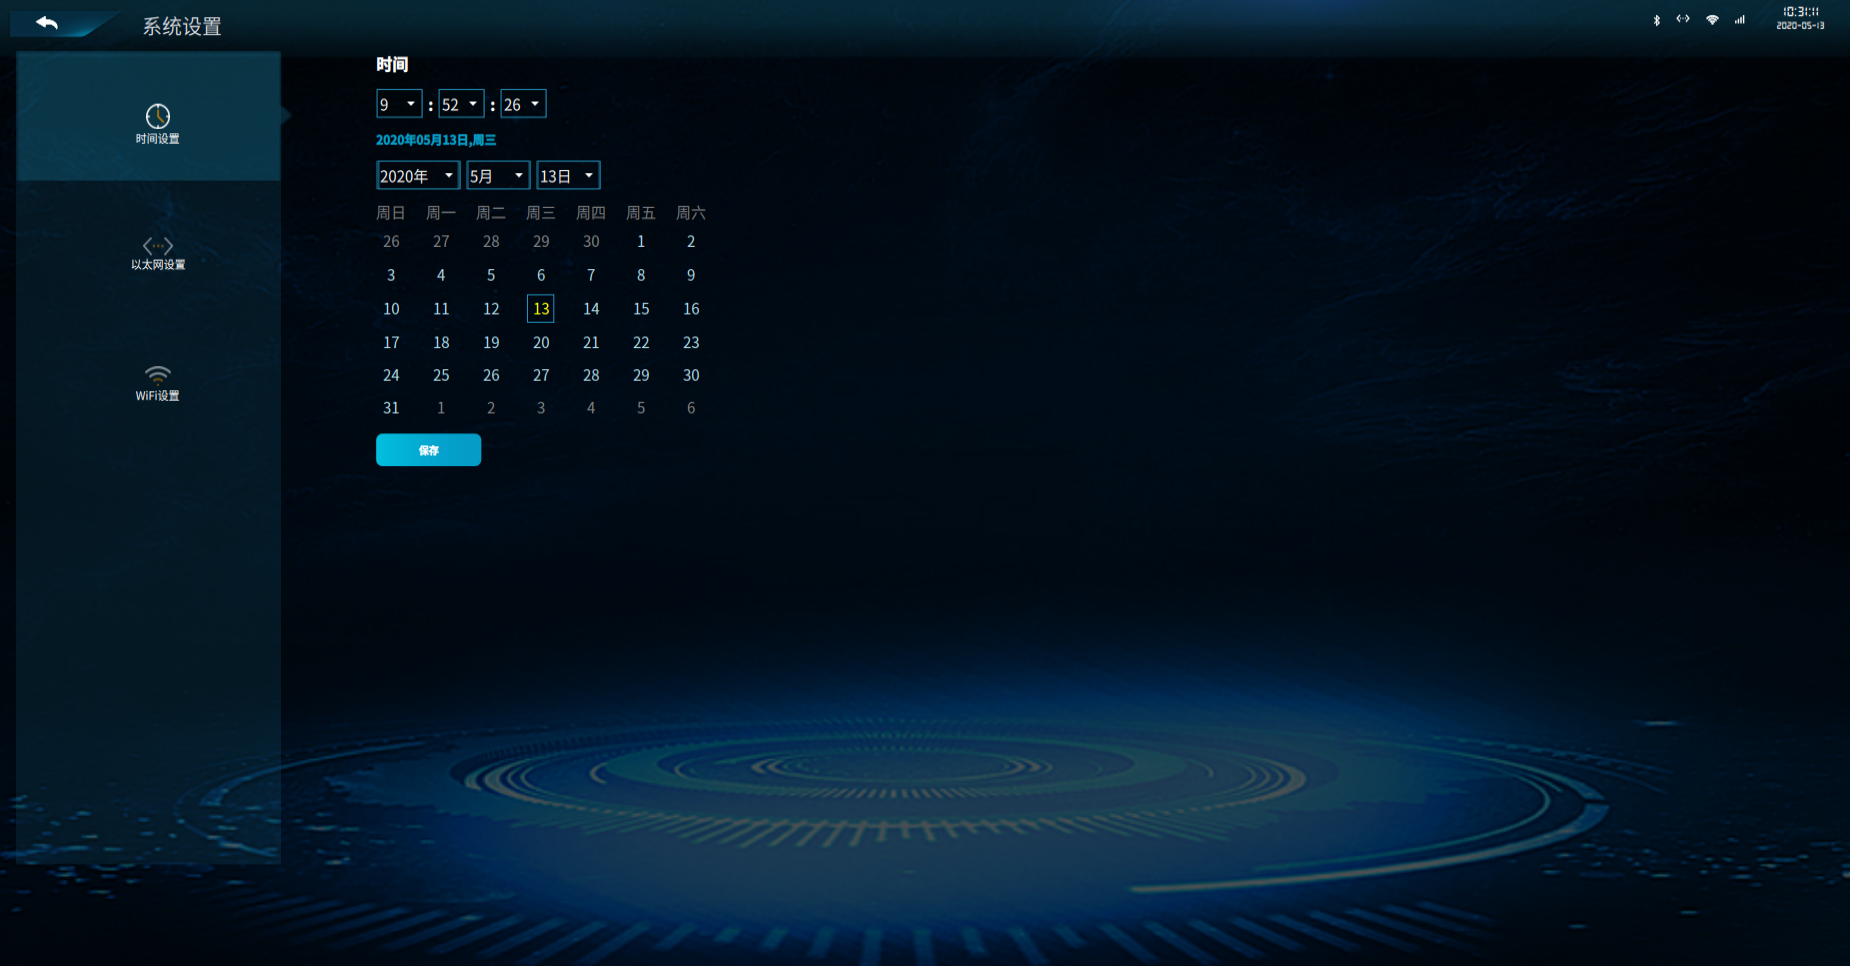 系统设置
10:31:11
2020-05-13
时间设置
以太网设置
WiFi设置
时间
9 : 52 : 26
2020年05月13日,周三
2020年 5月 13日
周日 周一 周二 周三 周四 周五 周六
26 27 28 29 30 1 2
3 4 5 6 7 8 9
10 11 12 13 14 15 16
17 18 19 20 21 22 23
24 25 26 27 28 29 30
31 1 2 3 4 5 6
保存